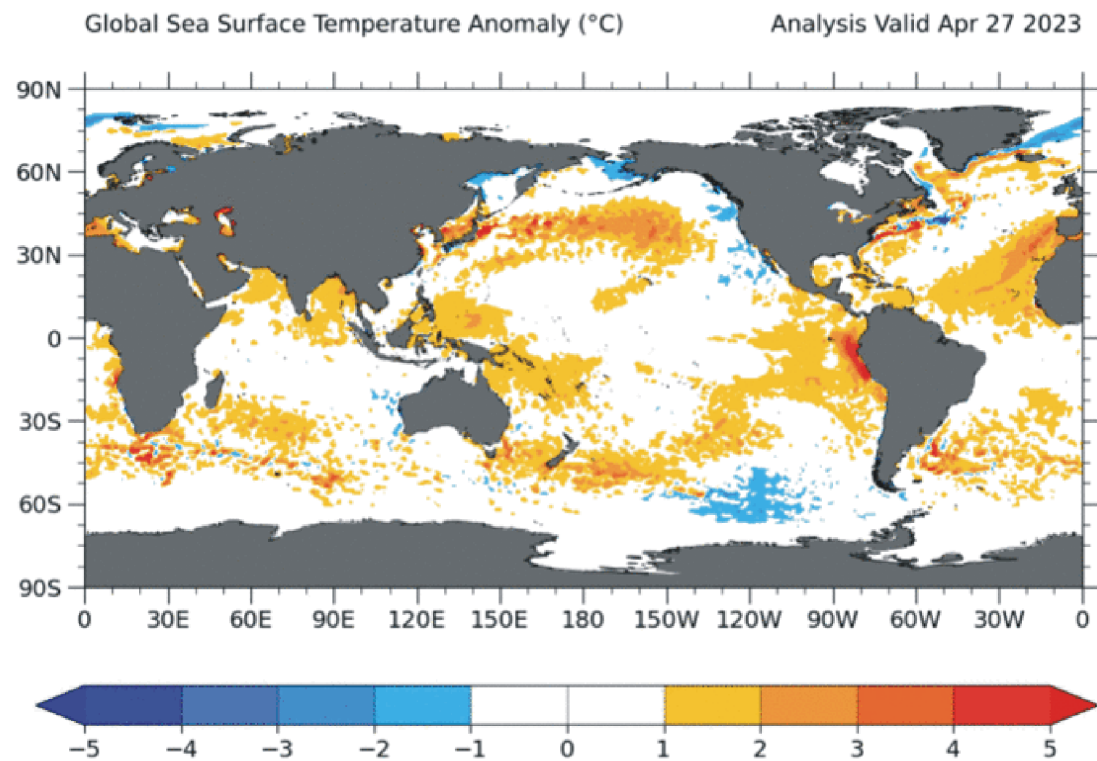 Global Sea Surface Temperature Anomaly (°C) Analysis Valid Apr 27 2023
90N
60N
30N
0
30S
60S
90S
0 30E 60E 90E 120E 150E 180 150W 120W 90W 60W 30W 0
−5 −4 −3 −2 −1 0 1 2 3 4 5